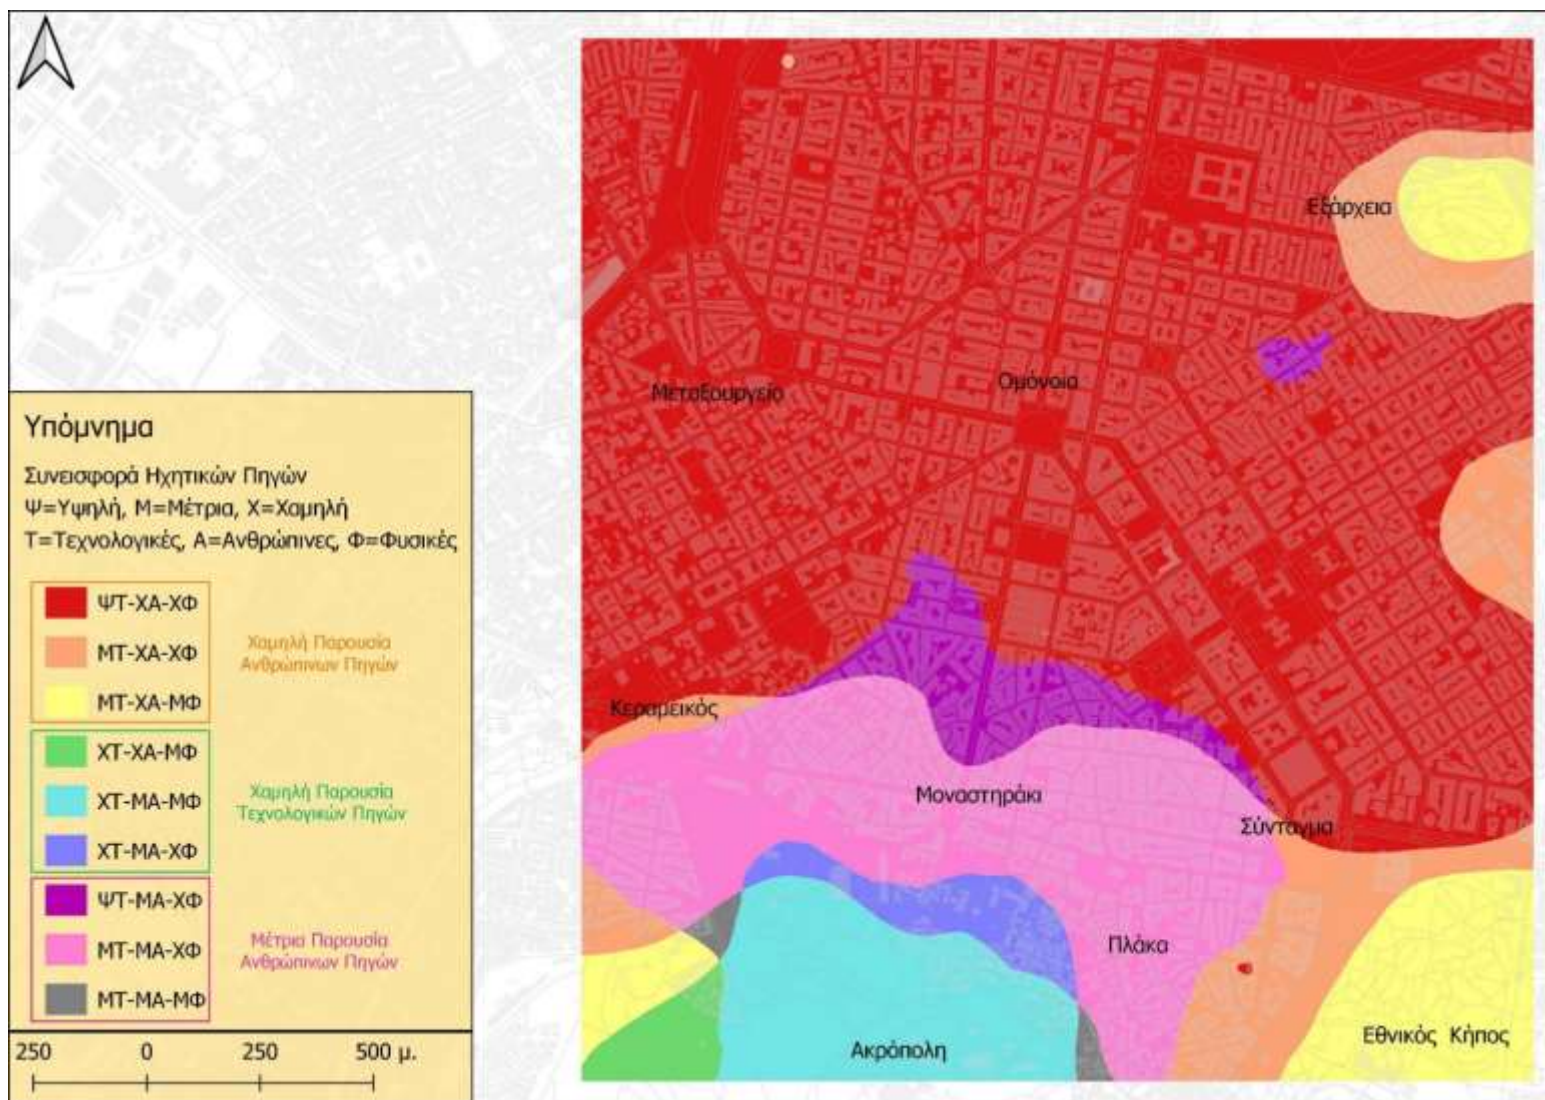 Εξάρχεια
Μεταξουργείο
Ομόνοια
Κεραμεικός
Μοναστηράκι
Σύνταγμα
Πλάκα
Ακρόπολη
Εθνικός Κήπος
Υπόμνημα
Συνεισφορά Ηχητικών Πηγών
Ψ=Υψηλή, Μ=Μέτρια, Χ=Χαμηλή
Τ=Τεχνολογικές, Α=Ανθρώπινες, Φ=Φυσικές
ΨΤ-ΧΑ-ΧΦ
ΜΤ-ΧΑ-ΧΦ
ΜΤ-ΧΑ-ΜΦ
Χαμηλή Παρουσία
Ανθρώπινων Πηγών
ΧΤ-ΧΑ-ΜΦ
ΧΤ-ΜΑ-ΜΦ
ΧΤ-ΜΑ-ΧΦ
Χαμηλή Παρουσία
Τεχνολογικών Πηγών
ΨΤ-ΜΑ-ΧΦ
ΜΤ-ΜΑ-ΧΦ
ΜΤ-ΜΑ-ΜΦ
Μέτρια Παρουσία
Ανθρώπινων Πηγών
250 0 250 500 μ.